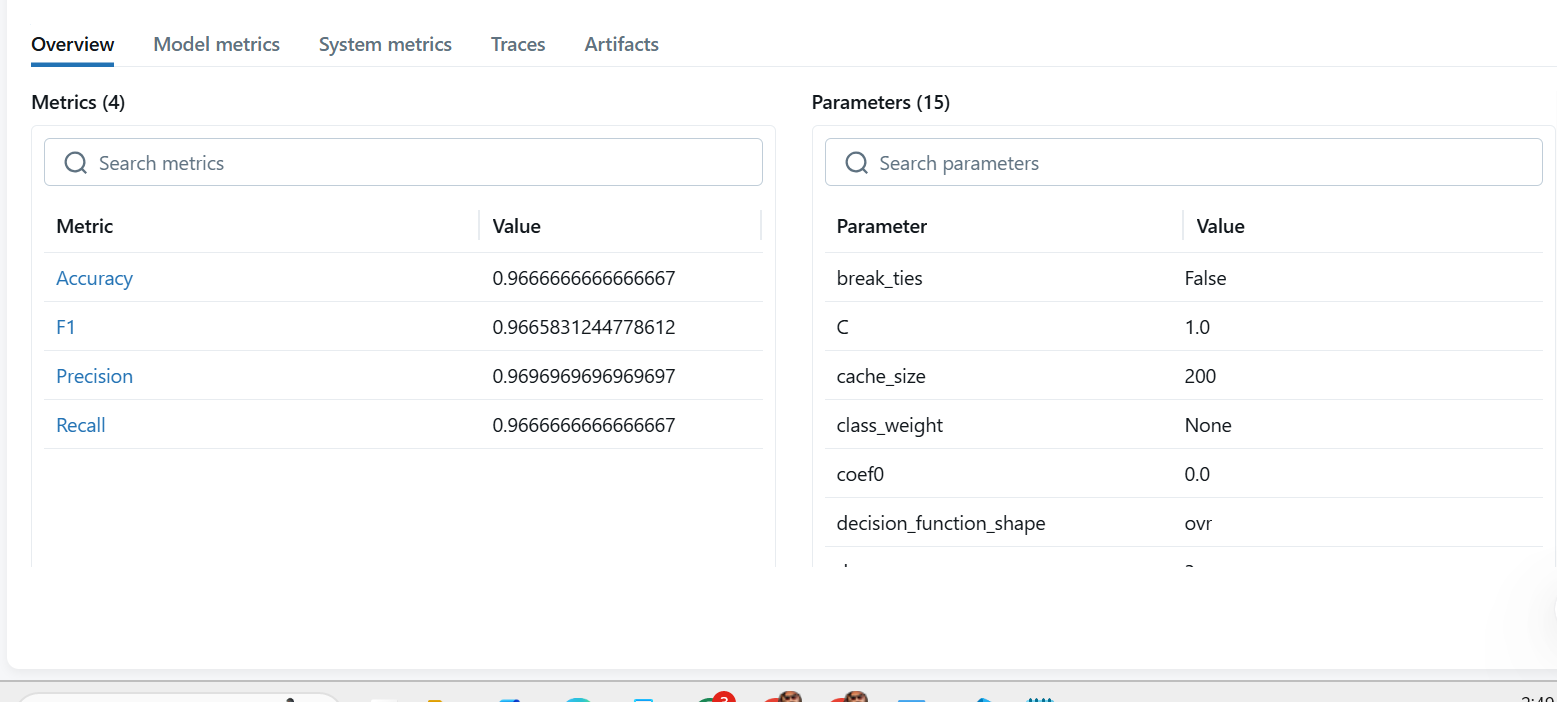 Overview Model metrics System metrics Traces Artifacts
Metrics (4)
Search metrics
Metric Value
Accuracy 0.9666666666666667
F1 0.9665831244778612
Precision 0.9696969696969697
Recall 0.9666666666666667
Parameters (15)
Search parameters
Parameter Value
break_ties False
C 1.0
cache_size 200
class_weight None
coef0 0.0
decision_function_shape ovr